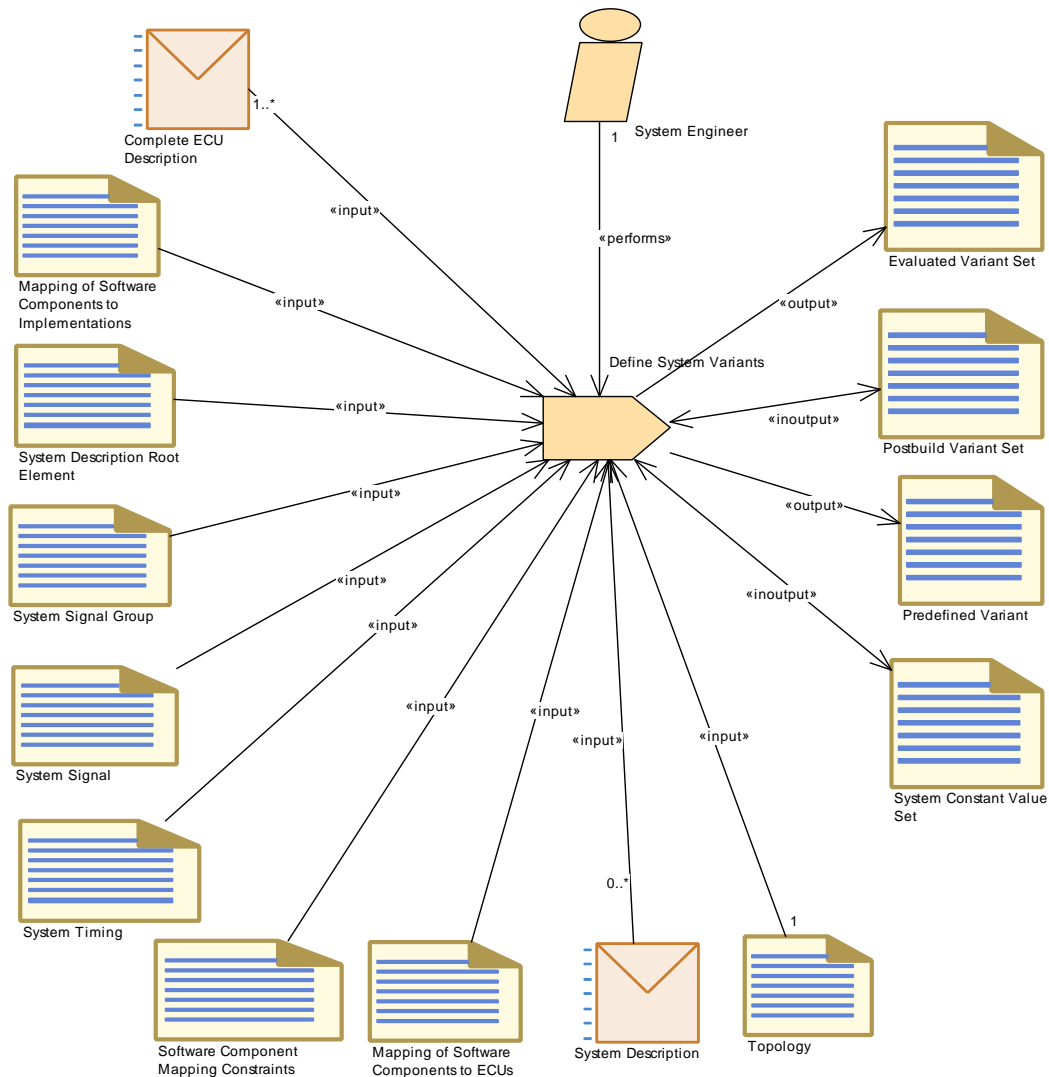 1..*
Complete ECU
Description
1
System Engineer
Mapping of Software
Components to
Implementations
«input»
«performs»
Evaluated Variant Set
«input»
«output»
Define System Variants
System Description Root
Element
«input»
«inoutput»
Postbuild Variant Set
«input»
«output»
System Signal Group
«input»
«inoutput»
Predefined Variant
«input»
System Signal
«input»
«input»
«input»
«input»
System Constant Value
Set
System Timing
0..*
1
Software Component
Mapping Constraints
Mapping of Software
Components to ECUs
System Description
Topology